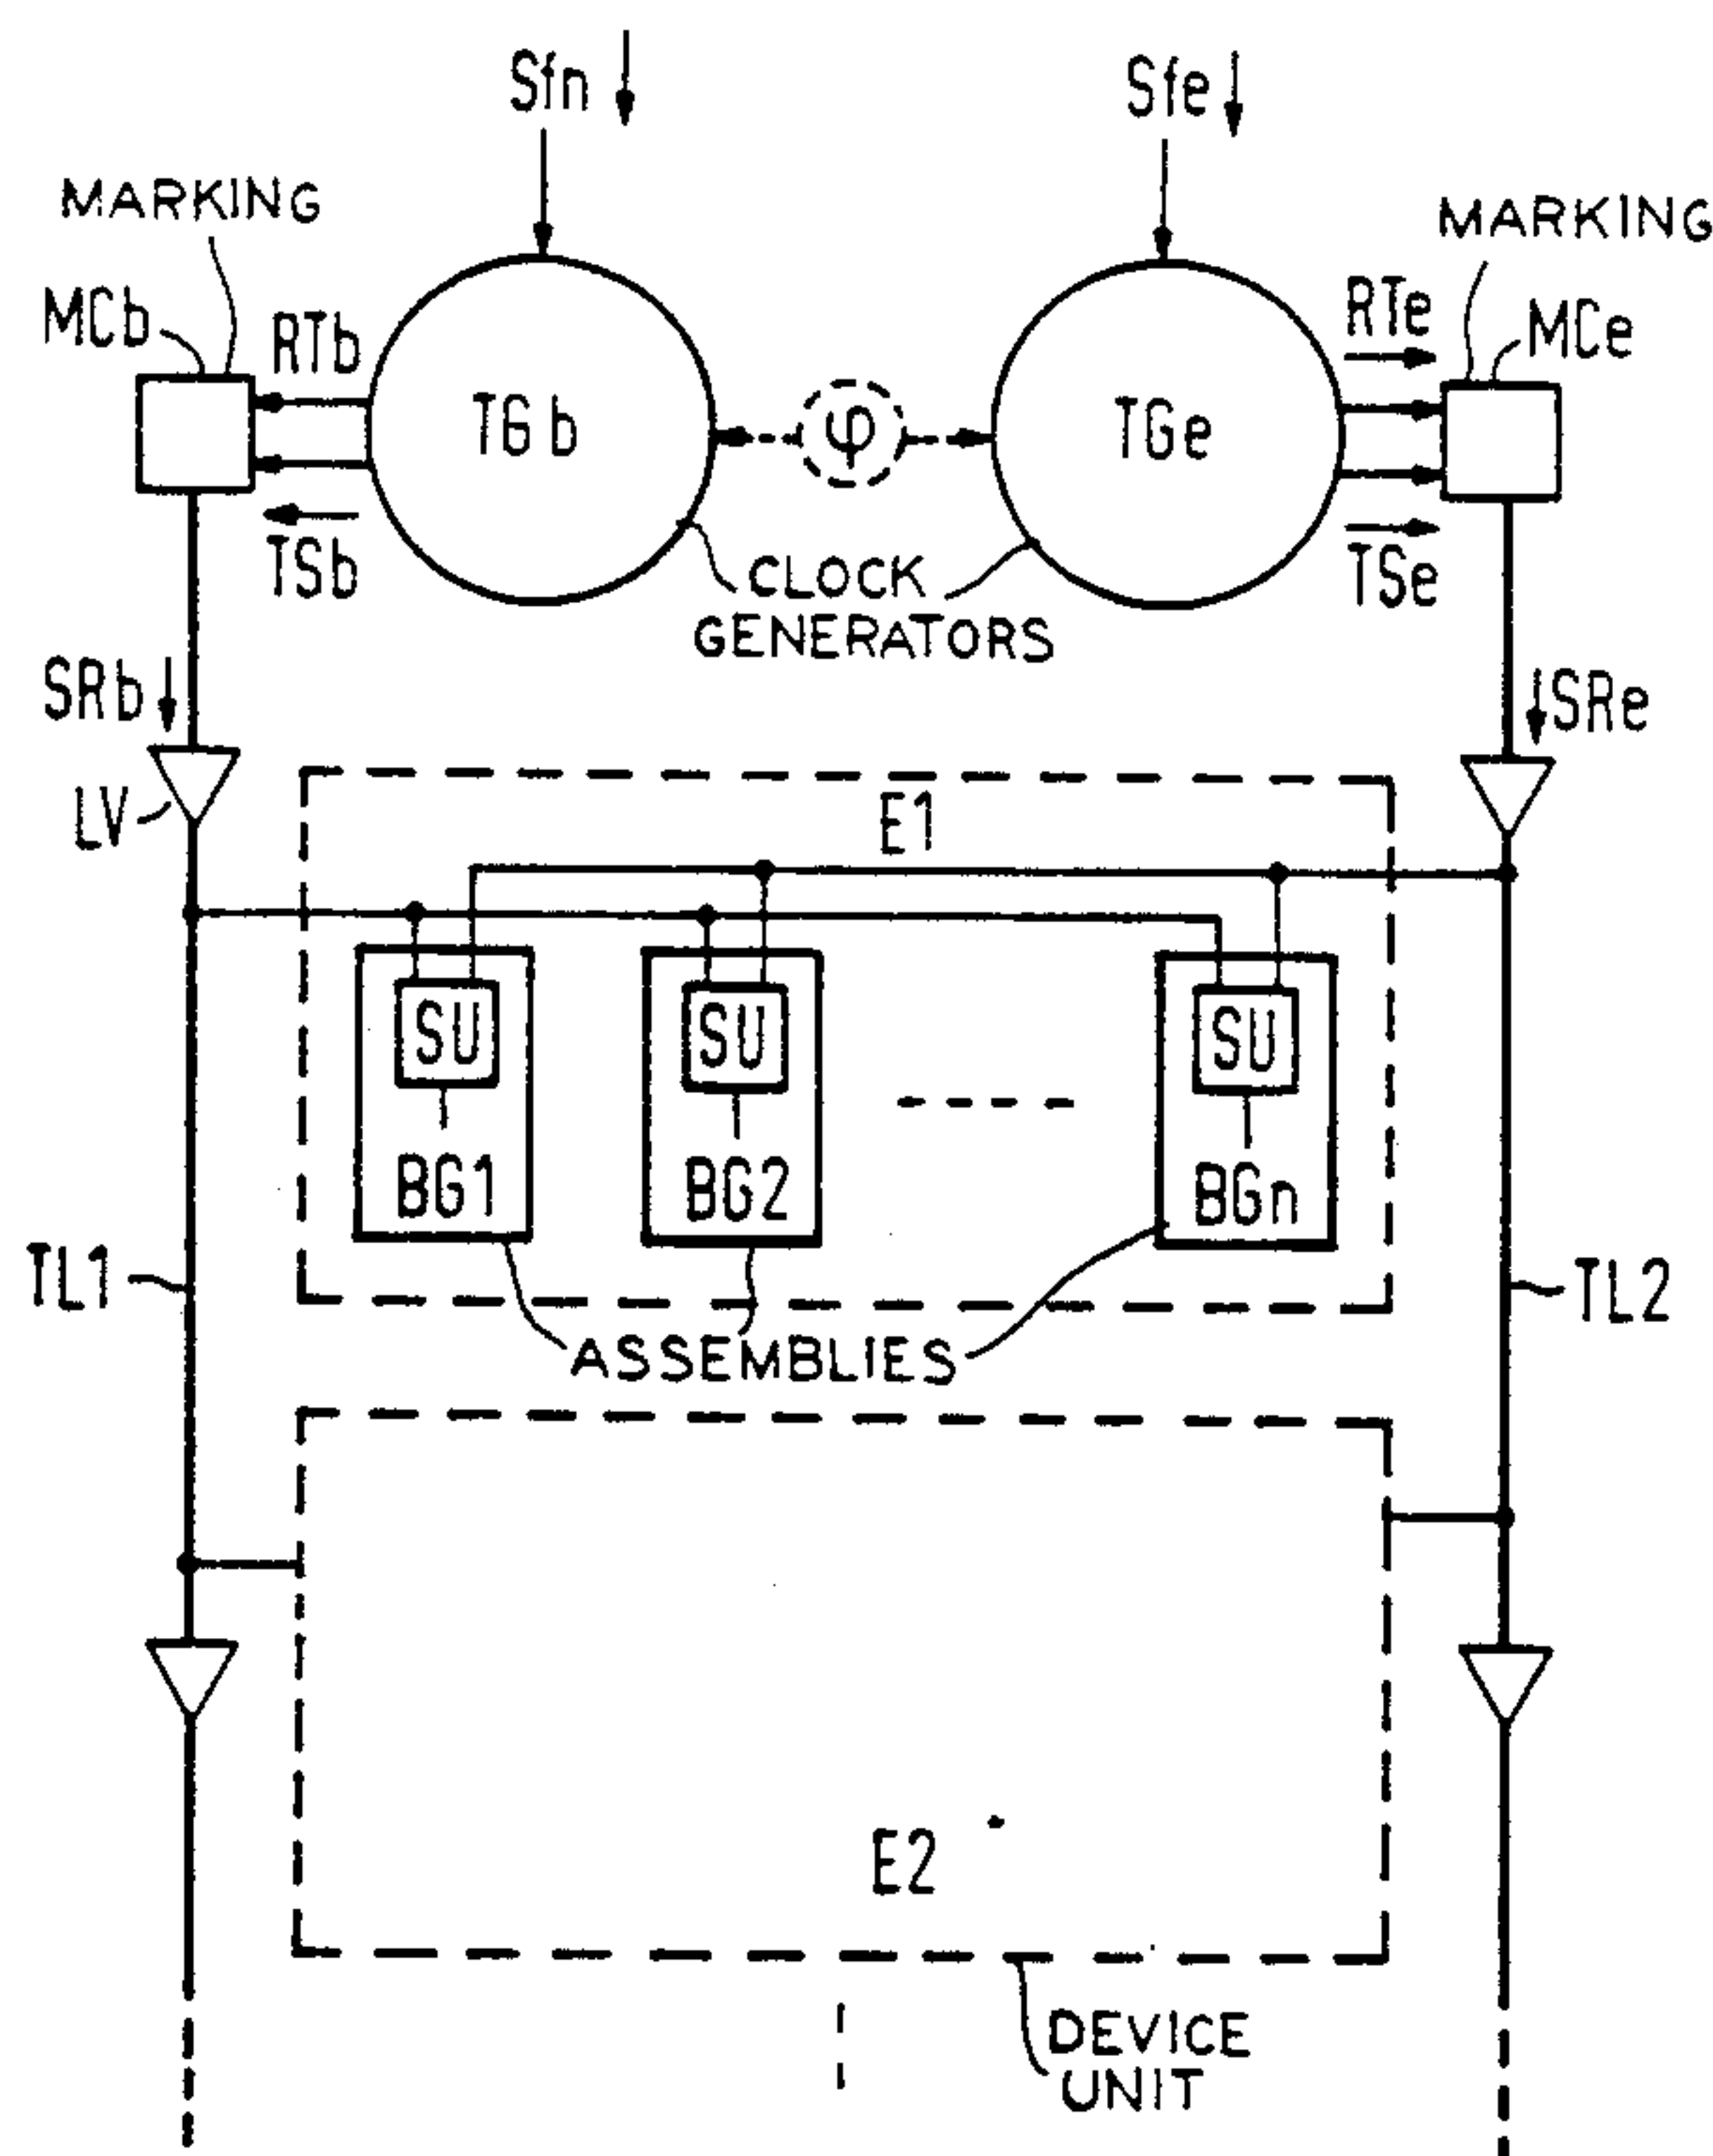 Sfn
Sfe
MARKING
MARKING
MCb
RTb
RTe
MCe
TGb
φ
TGe
TSb
CLOCK
GENERATORS
TSe
SRb
SRe
LV
E1
SU
SU
SU
BG1
BG2
BGn
TL1
TL2
ASSEMBLIES
E2
DEVICE
UNIT